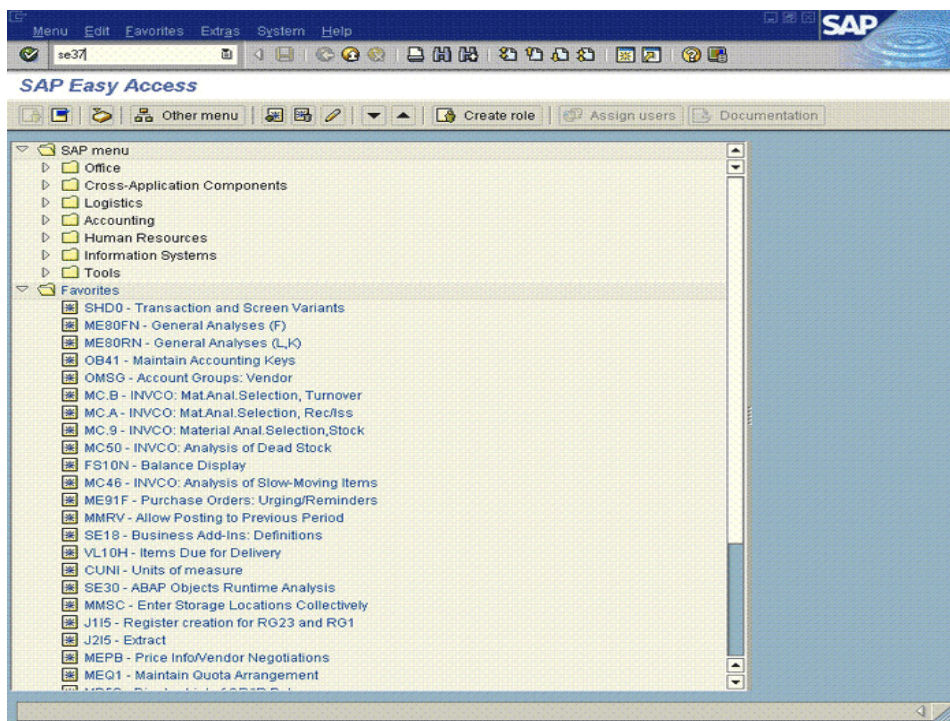 Menu Edit Favorites Extras System Help
SAP
se37
SAP Easy Access
Other menu Create role Assign users Documentation
SAP menu
Office
Cross-Application Components
Logistics
Accounting
Human Resources
Information Systems
Tools
Favorites
SHD0 - Transaction and Screen Variants
ME80FN - General Analyses (F)
ME80RN - General Analyses (L,K)
OB41 - Maintain Accounting Keys
OMSG - Account Groups: Vendor
MC.B - INVCO: Mat.Anal.Selection, Turnover
MC.A - INVCO: Mat.Anal.Selection, Rec/Iss
MC.9 - INVCO: Material Anal.Selection,Stock
MC50 - INVCO: Analysis of Dead Stock
FS10N - Balance Display
MC46 - INVCO: Analysis of Slow-Moving Items
ME91F - Purchase Orders: Urging/Reminders
MMRV - Allow Posting to Previous Period
SE18 - Business Add-Ins: Definitions
VL10H - Items Due for Delivery
CUNI - Units of measure
SE30 - ABAP Objects Runtime Analysis
MMSC - Enter Storage Locations Collectively
J1I5 - Register creation for RG23 and RG1
J2I5 - Extract
MEPB - Price Info/Vendor Negotiations
MEQ1 - Maintain Quota Arrangement